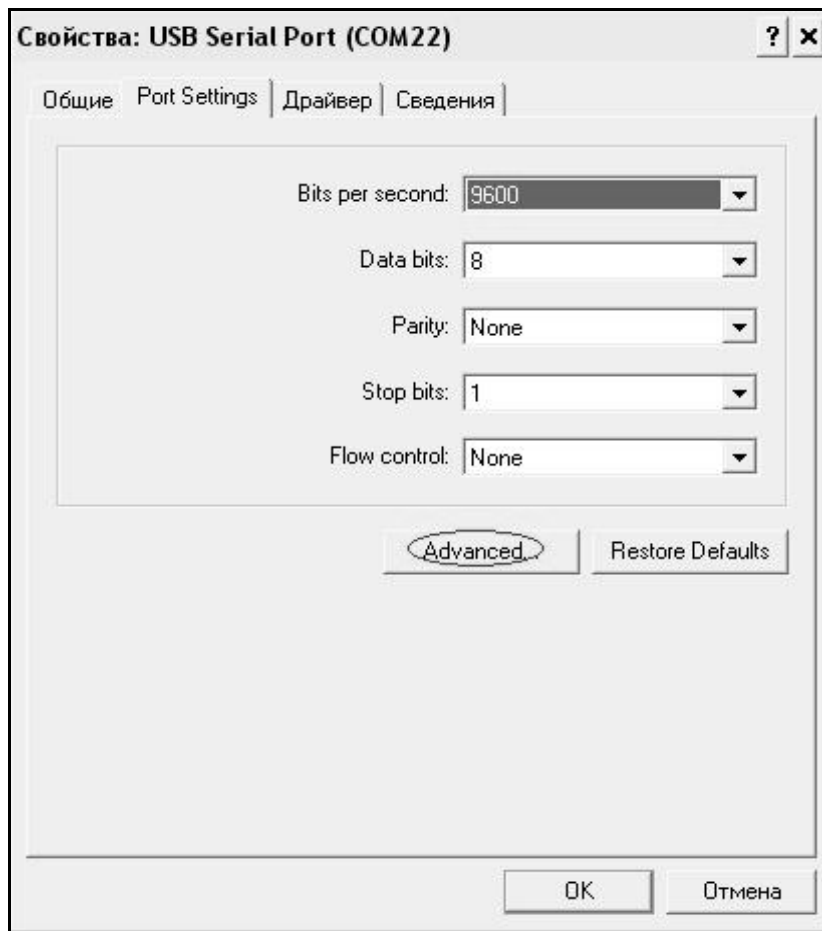 Свойства: USB Serial Port (COM22)
Общие Port Settings Драйвер Сведения
Bits per second: 9600
Data bits: 8
Parity: None
Stop bits: 1
Flow control: None
Advanced... Restore Defaults
OK Отмена